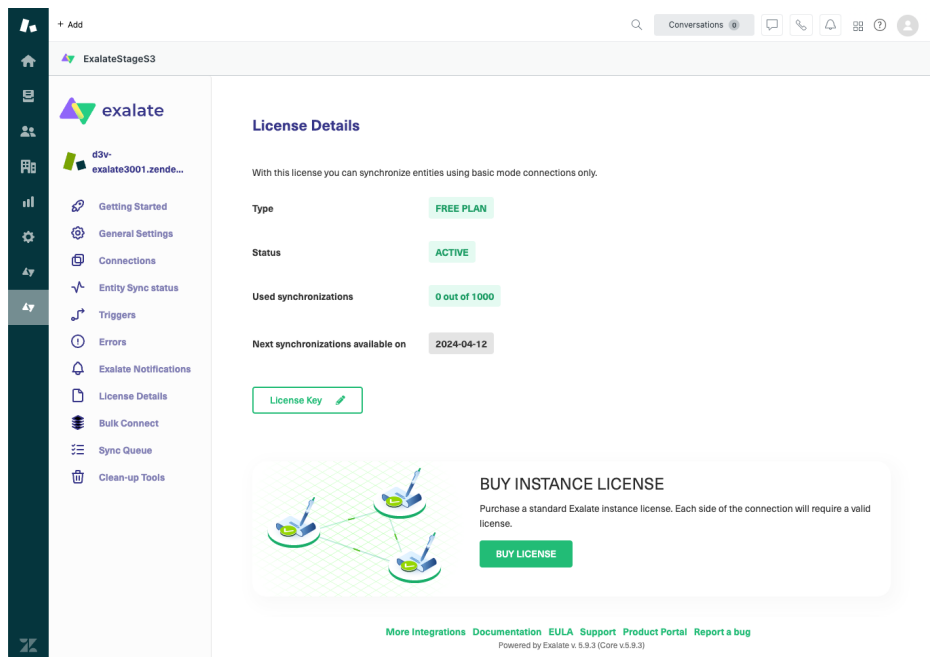 + Add
Conversations 0
ExalateStageS3
exalate
d3v-
exalate3001.zende...
Getting Started
General Settings
Connections
Entity Sync status
Triggers
Errors
Exalate Notifications
License Details
Bulk Connect
Sync Queue
Clean-up Tools
License Details
With this license you can synchronize entities using basic mode connections only.
Type FREE PLAN
Status ACTIVE
Used synchronizations 0 out of 1000
Next synchronizations available on 2024-04-12
License Key
BUY INSTANCE LICENSE
Purchase a standard Exalate instance license. Each side of the connection will require a valid
license.
BUY LICENSE
More Integrations Documentation EULA Support Product Portal Report a bug
Powered by Exalate v. 5.9.3 (Core v.5.9.3)